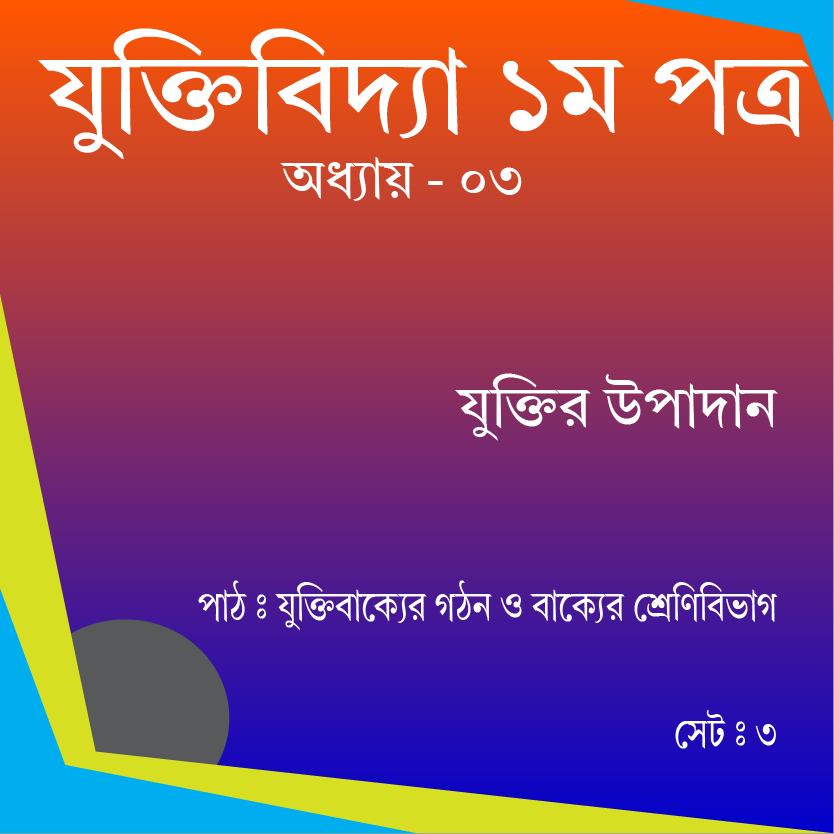 যুক্তিবিদ্যা ১ম পত্র
অধ্যায় - ০৩
যুক্তির উপাদান
পাঠ ঃ যুক্তিবাক্যের গঠন ও বাক্যের শ্রেণিবিভাগ
সেট ঃ ৩